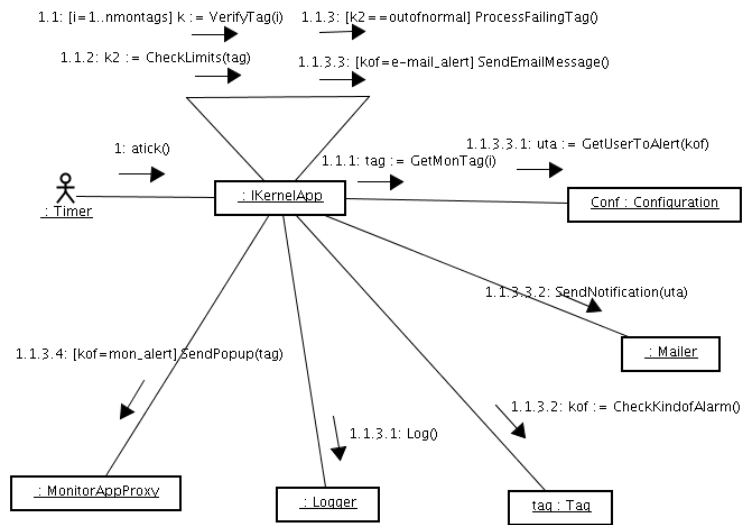 1.1: [i=1..nmontags] k := VerifyTag(i)
1.1.3: [k2==outofnormal] ProcessFailingTag()
1.1.2: k2 := CheckLimits(tag)
1.1.3.3: [kof=e-mail_alert] SendEmailMessage()
1: atick()
1.1.1: tag := GetMonTag(i)
1.1.3.3.1: uta := GetUserToAlert(kof)
: Timer
: IKernelApp
Conf : Configuration
1.1.3.3.2: SendNotification(uta)
: Mailer
1.1.3.4: [kof=mon_alert] SendPopup(tag)
1.1.3.2: kof := CheckKindofAlarm()
1.1.3.1: Log()
: MonitorAppProxy
: Logger
tag : Tag